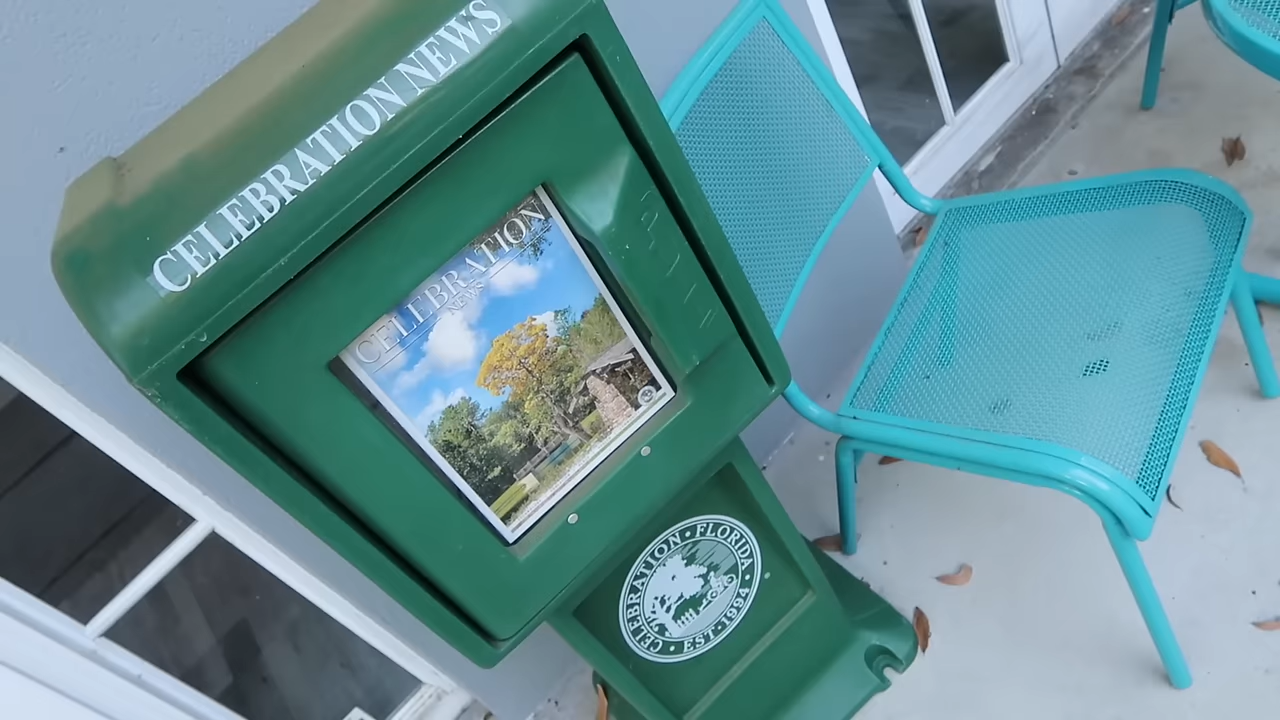 CELEBRATION NEWS
CELEBRATION
NEWS
CELEBRATION • FLORIDA
• EST • 1994 •